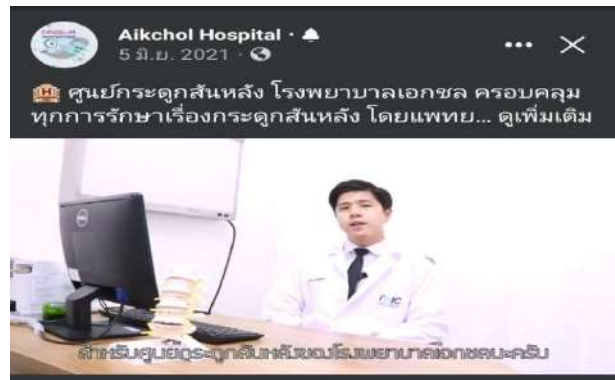 Aikchol Hospital ·
5 มิ.ย. 2021 ·
ศูนย์กระดูกสันหลัง โรงพยาบาลเอกชล ครอบคลุม
ทุกการรักษาเรื่องกระดูกสันหลัง โดยแพทย... ดูเพิ่มเติม
DELL
สำหรับศูนย์กระดูกสันหลังของโรงพยาบาลเอกชลนะครับ